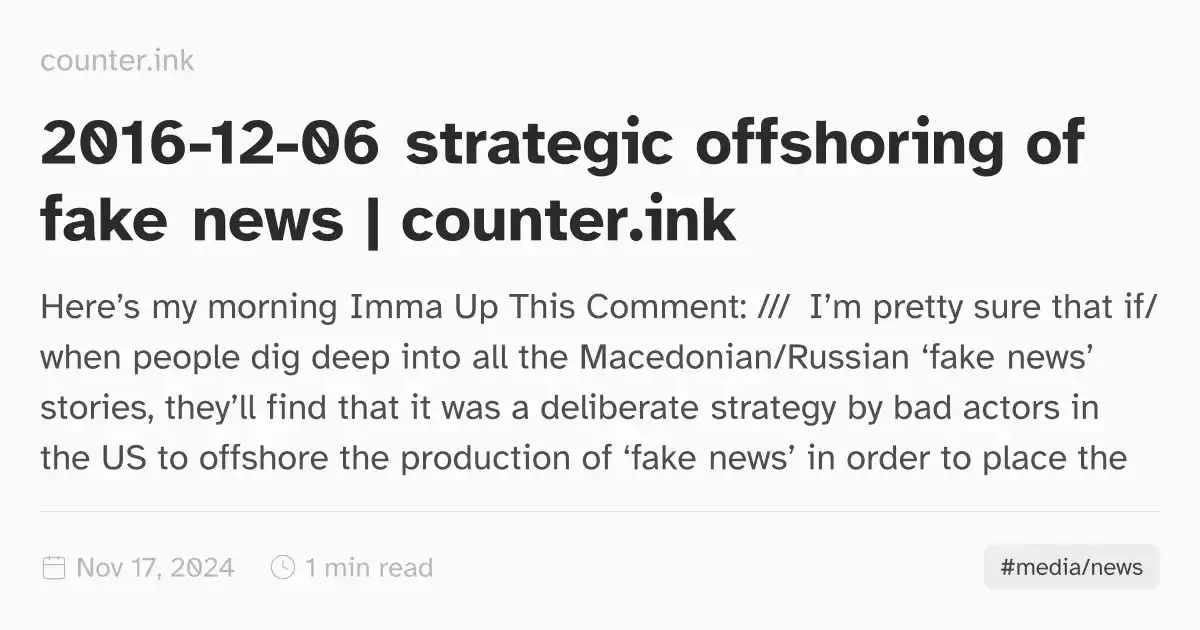 counter.ink
2016-12-06 strategic offshoring of
fake news | counter.ink
Here’s my morning Imma Up This Comment: ///  I’m pretty sure that if/
when people dig deep into all the Macedonian/Russian ‘fake news’
stories, they’ll find that it was a deliberate strategy by bad actors in
the US to offshore the production of ‘fake news’ in order to place the
Nov 17, 2024 1 min read #media/news